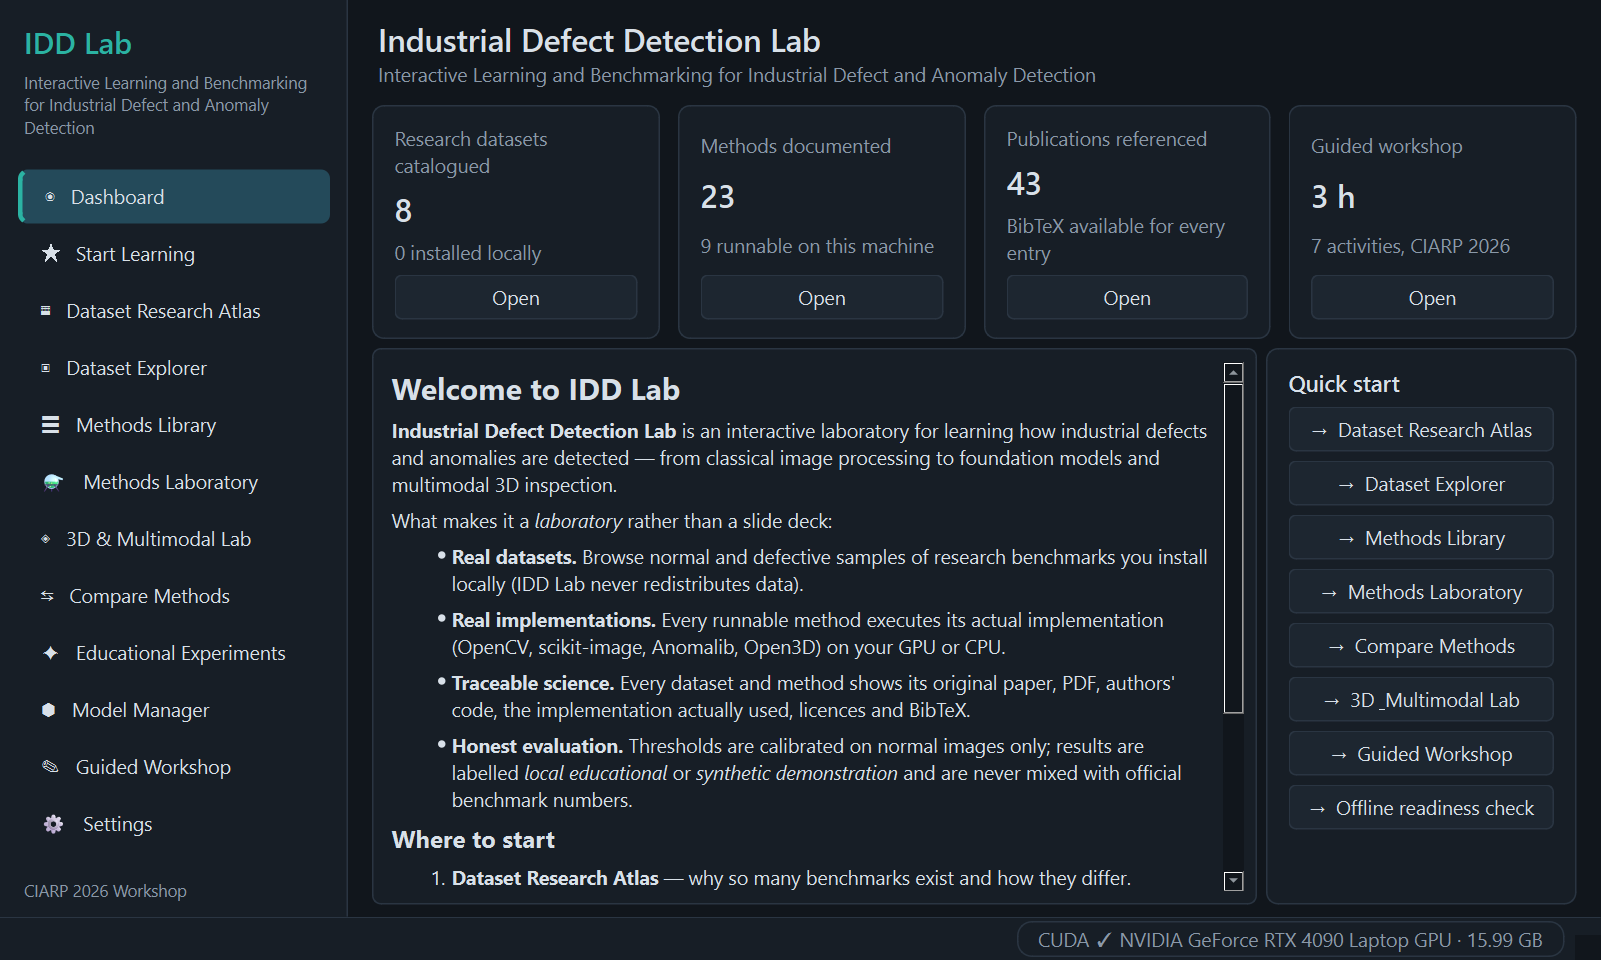 IDD Lab
Interactive Learning and Benchmarking
for Industrial Defect and Anomaly
Detection
Dashboard
Start Learning
Dataset Research Atlas
Dataset Explorer
Methods Library
Methods Laboratory
3D & Multimodal Lab
Compare Methods
Educational Experiments
Model Manager
Guided Workshop
Settings
CIARP 2026 Workshop
Industrial Defect Detection Lab
Interactive Learning and Benchmarking for Industrial Defect and Anomaly Detection
Research datasets
catalogued
8
0 installed locally
Open
Methods documented
23
9 runnable on this machine
Open
Publications referenced
43
BibTeX available for every
entry
Open
Guided workshop
3 h
7 activities, CIARP 2026
Open
Welcome to IDD Lab
Industrial Defect Detection Lab is an interactive laboratory for learning how industrial defects
and anomalies are detected — from classical image processing to foundation models and
multimodal 3D inspection.
What makes it a laboratory rather than a slide deck:
• Real datasets. Browse normal and defective samples of research benchmarks you install
locally (IDD Lab never redistributes data).
• Real implementations. Every runnable method executes its actual implementation
(OpenCV, scikit-image, Anomalib, Open3D) on your GPU or CPU.
• Traceable science. Every dataset and method shows its original paper, PDF, authors'
code, the implementation actually used, licences and BibTeX.
• Honest evaluation. Thresholds are calibrated on normal images only; results are
labelled local educational or synthetic demonstration and are never mixed with official
benchmark numbers.
Where to start
1. Dataset Research Atlas — why so many benchmarks exist and how they differ.
Quick start
→ Dataset Research Atlas
→ Dataset Explorer
→ Methods Library
→ Methods Laboratory
→ Compare Methods
→ 3D _Multimodal Lab
→ Guided Workshop
→ Offline readiness check
CUDA ✓ NVIDIA GeForce RTX 4090 Laptop GPU · 15.99 GB